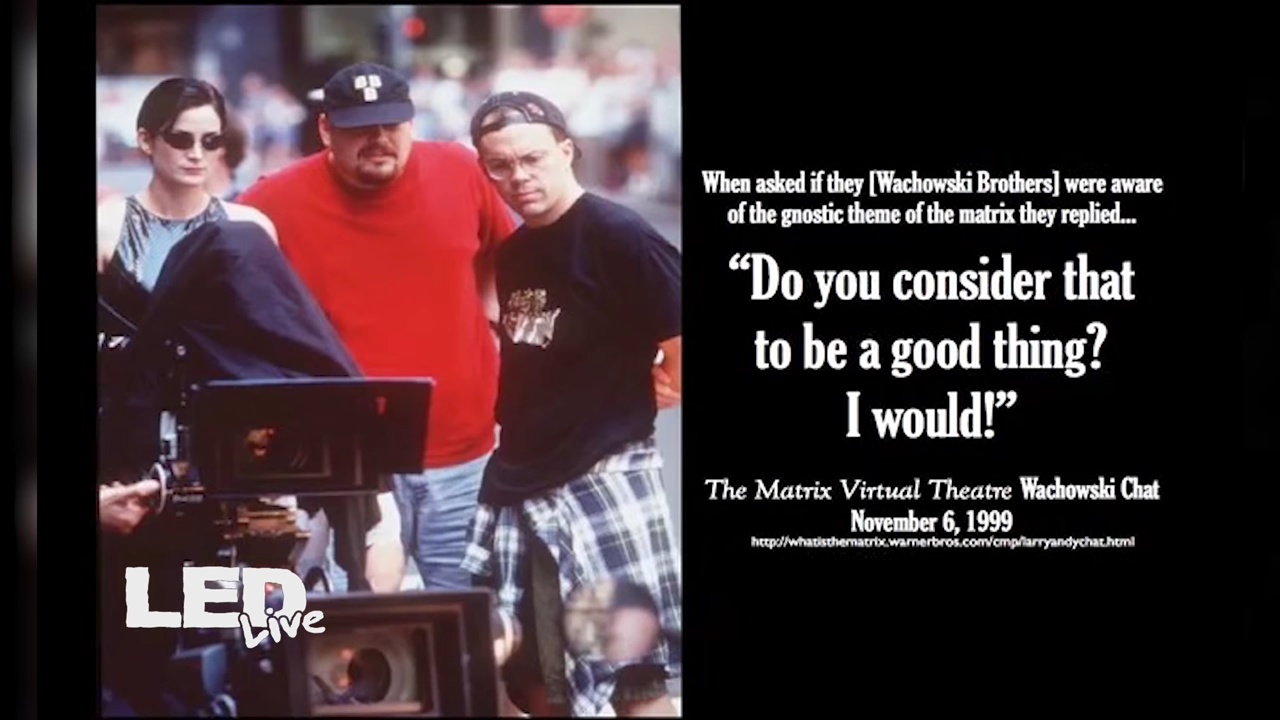 When asked if they [Wachowski Brothers] were aware
of the gnostic theme of the matrix they replied...
“Do you consider that
to be a good thing?
I would!”
The Matrix Virtual Theatre Wachowski Chat
November 6, 1999
http://whatisthematrix.warnerbros.com/cmp/larryandychat.html
LED
Live